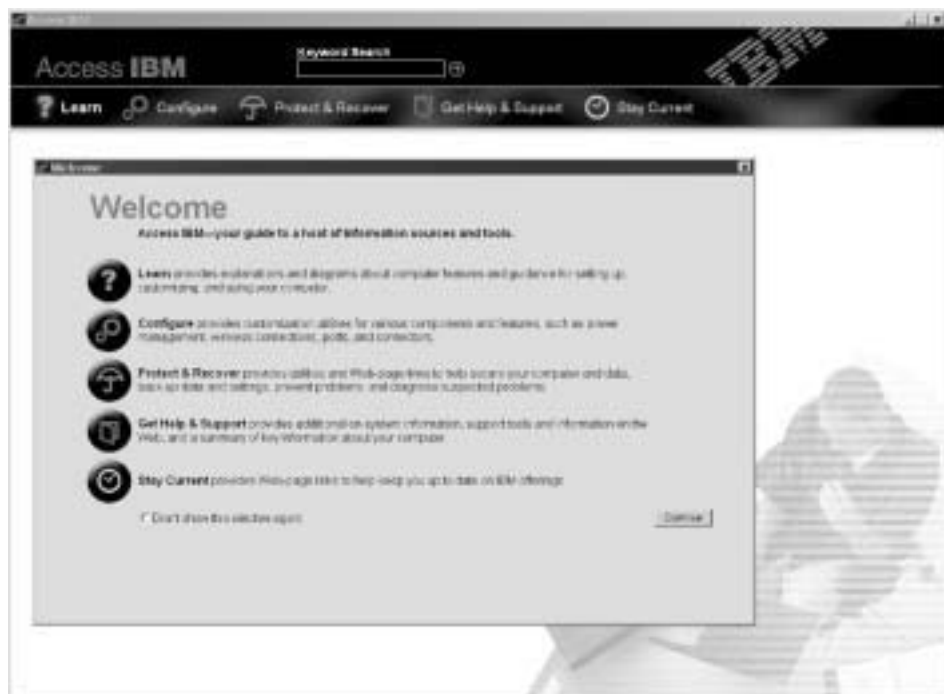 Access IBM
Keyword Search
Access IBM
IBM
Learn Configure Protect & Recover Get Help & Support Stay Current
Welcome
Welcome
Access IBM—your guide to a host of information sources and tools.
Learn provides explanations and diagrams about computer features and guidance for setting up,
customizing, and using your computer.
Configure provides customization utilities for various components and features, such as power
management, wireless connections, ports, and connectors.
Protect & Recover provides utilities and Web-page links to help secure your computer and data,
back up data and settings, prevent problems, and diagnose suspected problems.
Get Help & Support provides additional on-system information, support tools and information on the
Web, and a summary of key information about your computer.
Stay Current provides Web-page links to help keep you up to date on IBM offerings.
Don't show this window again.
Continue